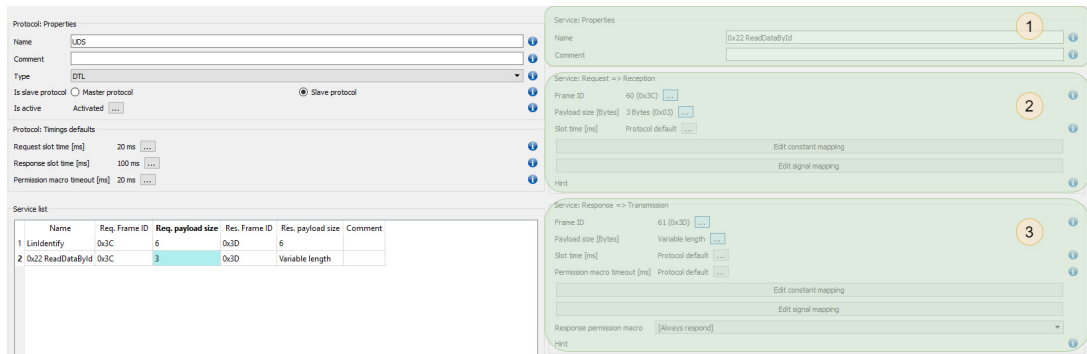 Protocol: Properties
Name UDS
Comment
Type DTL
Is slave protocol Master protocol Slave protocol
Is active Activated ...
Protocol: Timings defaults
Request slot time [ms] 20 ms ...
Response slot time [ms] 100 ms ...
Permission macro timeout [ms] 20 ms ...
Service list
Name Req. Frame ID Req. payload size Res. Frame ID Res. payload size Comment
1 LinIdentify 0x3C 6 0x3D 6
2 0x22 ReadDataById 0x3C 3 0x3D Variable length
Service: Properties
1
Name 0x22 ReadDataById
Comment
Service: Request => Reception
Frame ID 60 (0x3C) ...
2
Payload size [Bytes] 3 Bytes (0x03) ...
Slot time [ms] Protocol default ...
Edit constant mapping
Edit signal mapping
Hint
Service: Response => Transmission
Frame ID 61 (0x3D) ...
3
Payload size [Bytes] Variable length ...
Slot time [ms] Protocol default ...
Permission macro timeout [ms] Protocol default ...
Edit constant mapping
Edit signal mapping
Response permission macro [Always respond]
Hint